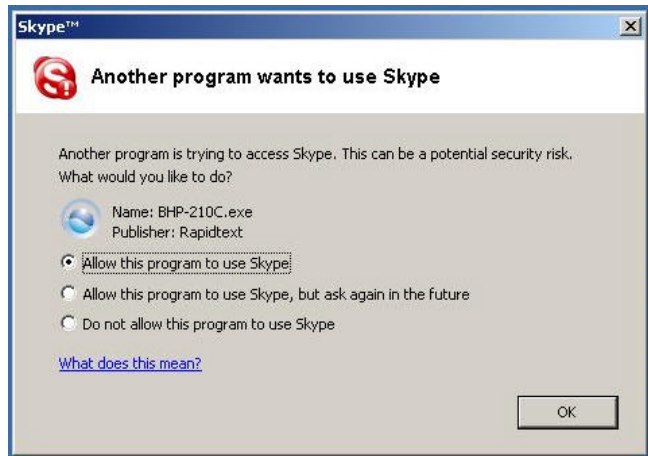 Skype™
Another program wants to use Skype
Another program is trying to access Skype. This can be a potential security risk.
What would you like to do?
Name: BHP-210C.exe
Publisher: Rapidtext
Allow this program to use Skype
Allow this program to use Skype, but ask again in the future
Do not allow this program to use Skype
What does this mean?
OK